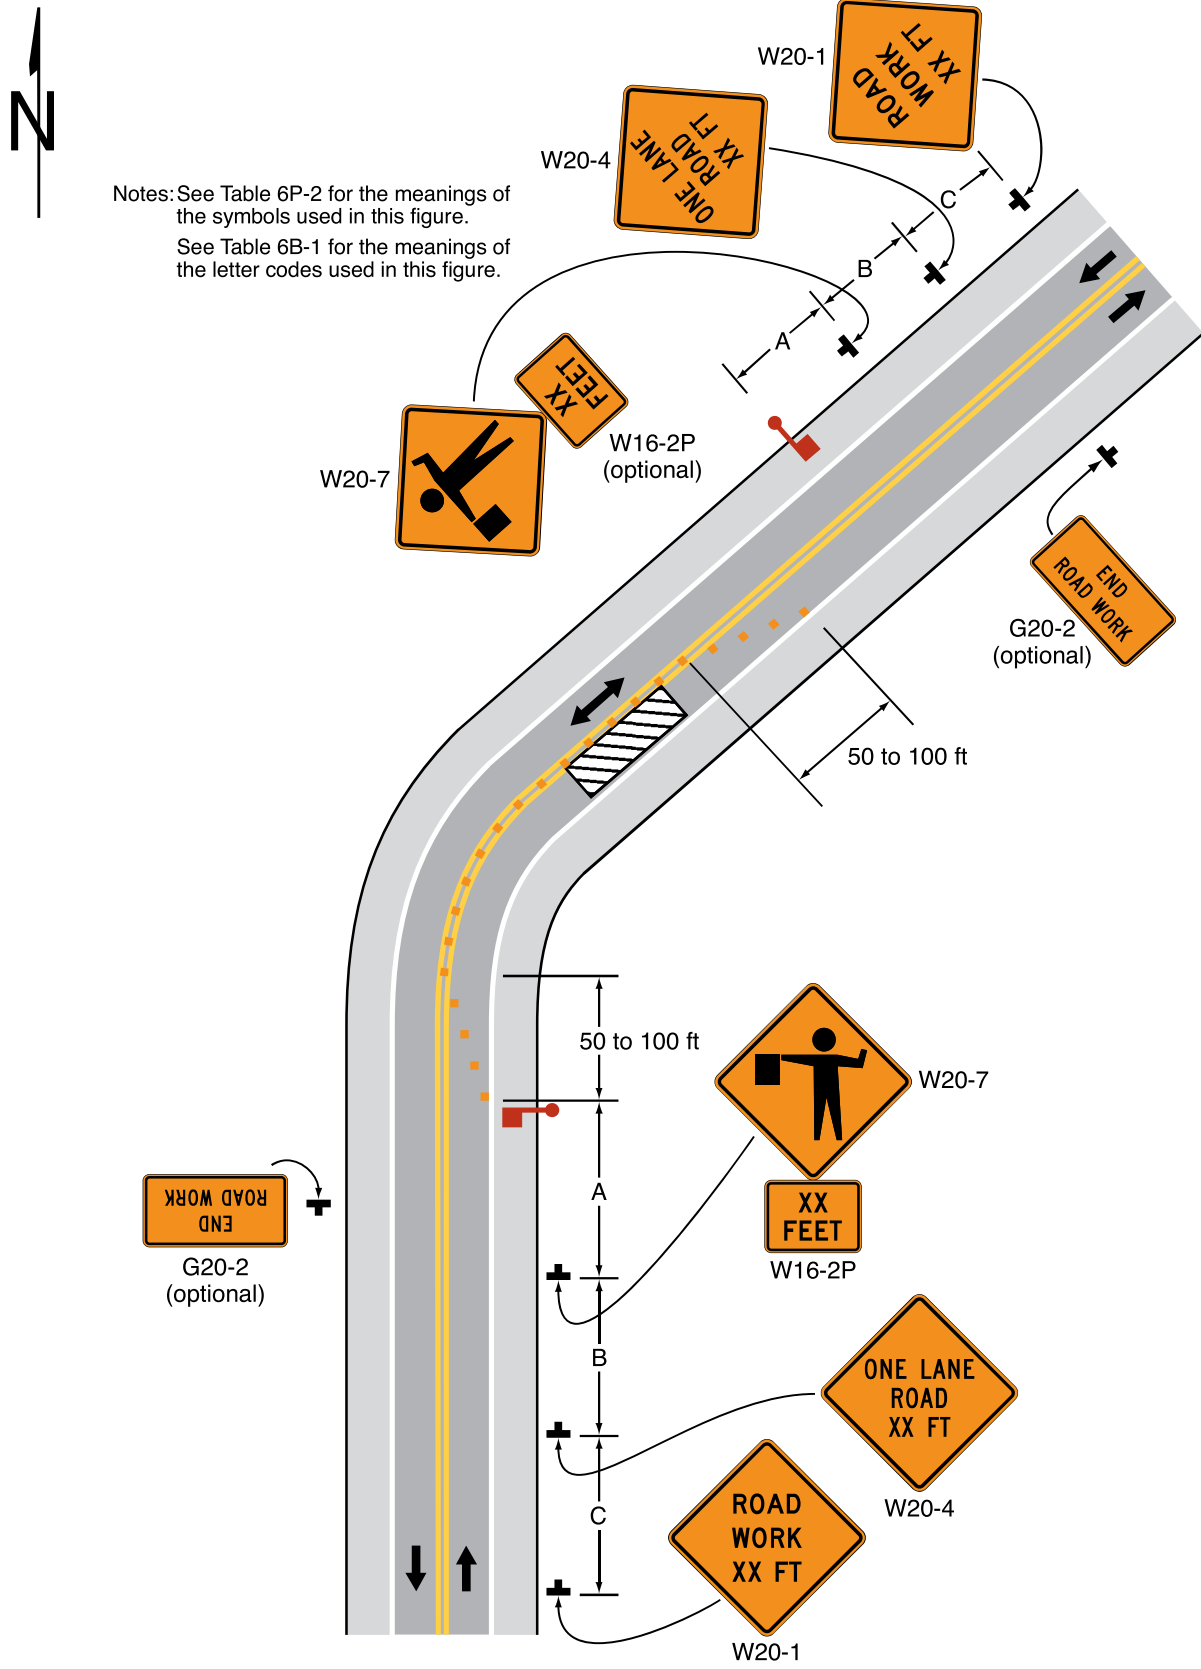 N
W20-1
ROAD
WORK
XX FT
W20-4
ONE LANE
ROAD
XX FT
Notes: See Table 6P-2 for the meanings of
the symbols used in this figure.
See Table 6B-1 for the meanings of
the letter codes used in this figure.
C
B
A
XX
FEET
W16-2P
(optional)
W20-7
END
ROAD WORK
G20-2
(optional)
50 to 100 ft
50 to 100 ft
W20-7
A
XX
FEET
W16-2P
END
ROAD WORK
G20-2
(optional)
B
ONE LANE
ROAD
XX FT
W20-4
C
ROAD
WORK
XX FT
W20-1